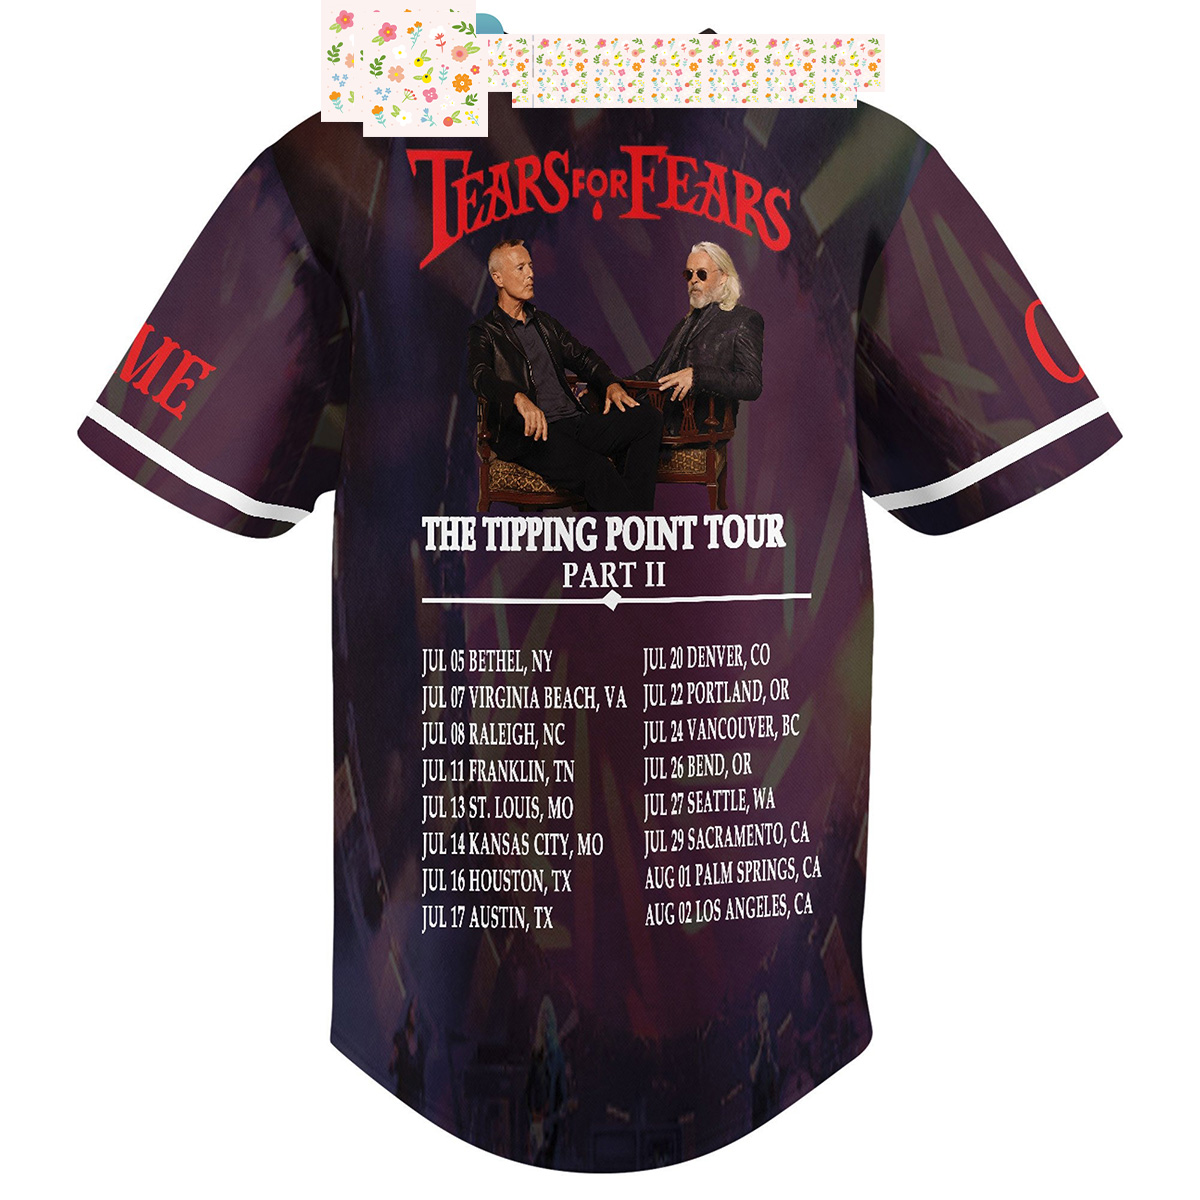 TEARS FOR FEARS
ME
THE TIPPING POINT TOUR
PART II
JUL 05 BETHEL, NY
JUL 07 VIRGINIA BEACH, VA
JUL 08 RALEIGH, NC
JUL 11 FRANKLIN, TN
JUL 13 ST. LOUIS, MO
JUL 14 KANSAS CITY, MO
JUL 16 HOUSTON, TX
JUL 17 AUSTIN, TX
JUL 20 DENVER, CO
JUL 22 PORTLAND, OR
JUL 24 VANCOUVER, BC
JUL 26 BEND, OR
JUL 27 SEATTLE, WA
JUL 29 SACRAMENTO, CA
AUG 01 PALM SPRINGS, CA
AUG 02 LOS ANGELES, CA